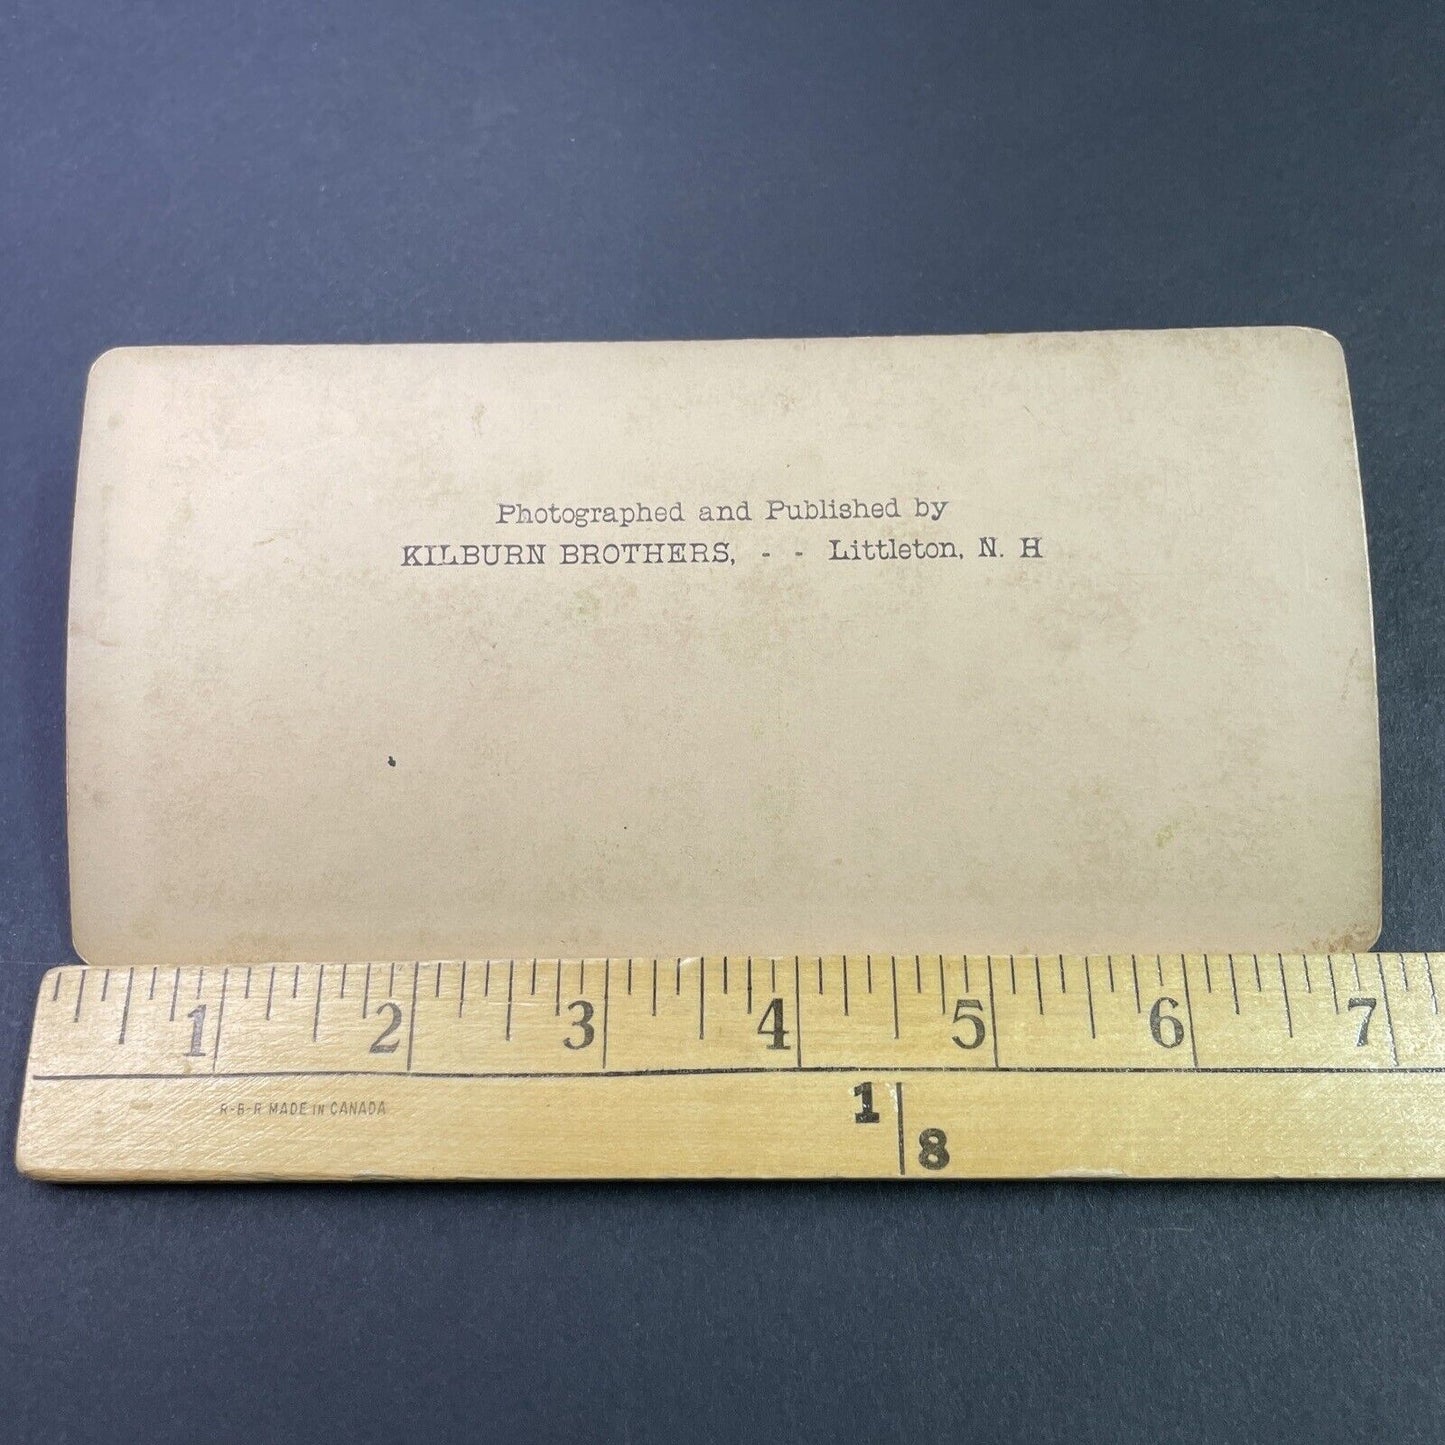 Photographed and Published by
KILBURN BROTHERS, - - Littleton, N. H
1 2 3 4 5 6 7
R-B-R MADE IN CANADA
1
8